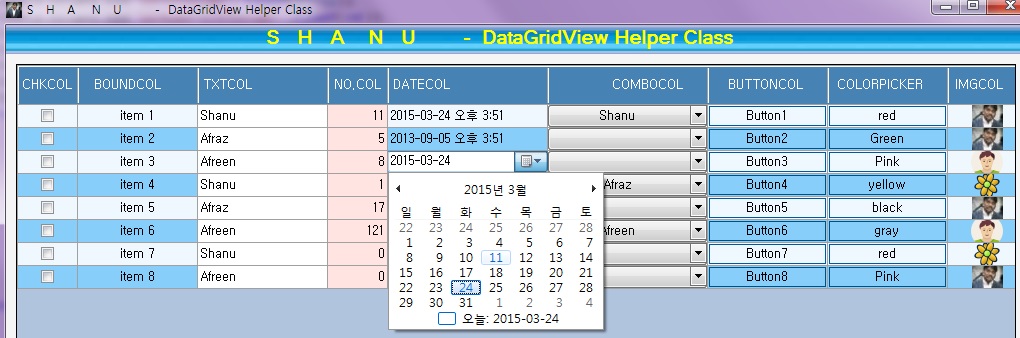 S H A N U - DataGridView Helper Class
S H A N U - DataGridView Helper Class
CHKCOL BOUNDCOL TXTCOL NO,COL DATECOL COMBOCOL BUTTONCOL COLORPICKER IMGCOL
item 1 Shanu 11 2015-03-24 오후 3:51 Shanu Button1 red
item 2 Afraz 5 2013-09-05 오후 3:51 Button2 Green
item 3 Afreen 8 2015-03-24 Button3 Pink
item 4 Shanu 1 Afraz Button4 yellow
item 5 Afraz 17 Button5 black
item 6 Afreen 121 Afreen Button6 gray
item 7 Shanu 0 Button7 red
item 8 Afreen 0 Button8 Pink
2015년 3월
일 월 화 수 목 금 토
22 23 24 25 26 27 28
1 2 3 4 5 6 7
8 9 10 11 12 13 14
15 16 17 18 19 20 21
22 23 24 25 26 27 28
29 30 31 1 2 3 4
오늘: 2015-03-24